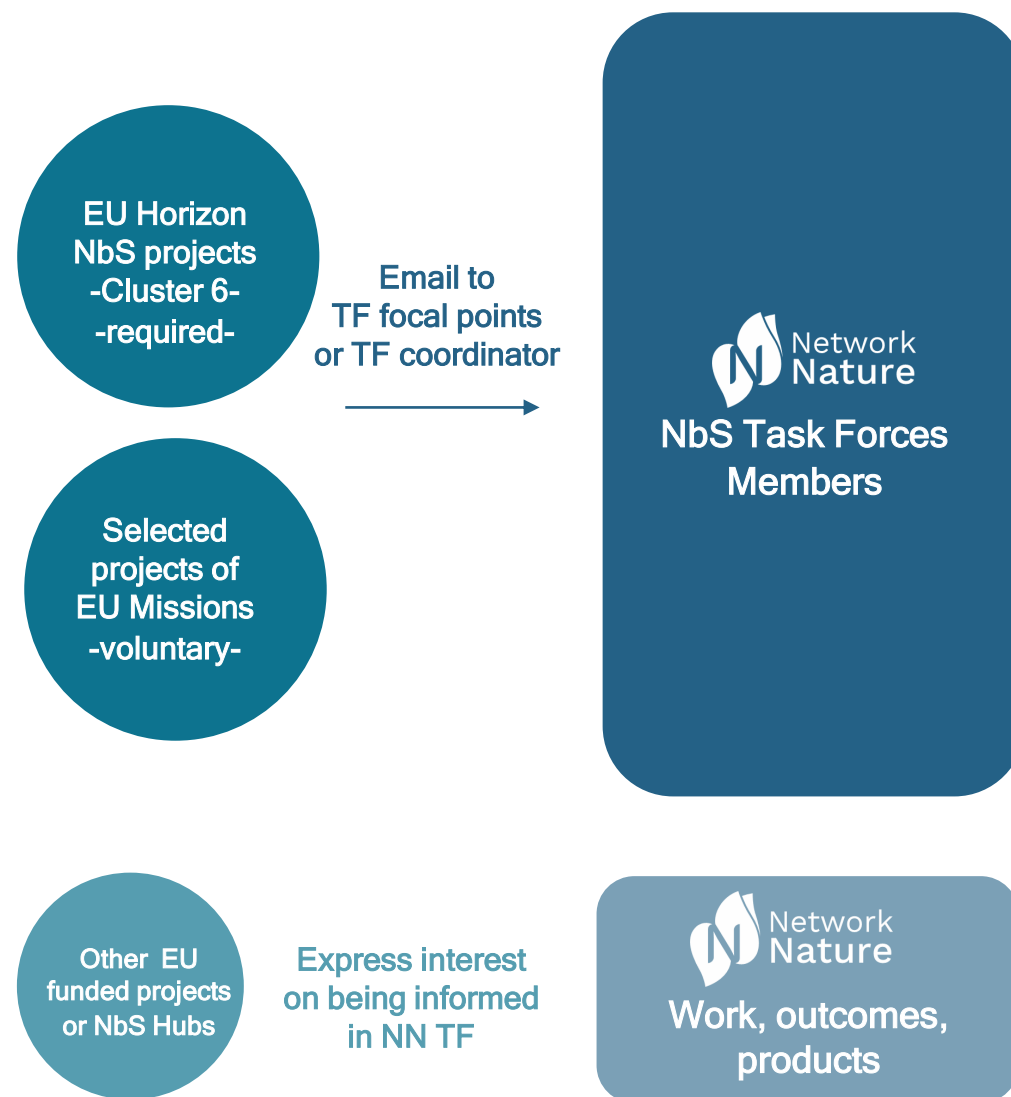 EU Horizon
NbS projects
-Cluster 6-
-required-
Email to
TF focal points
or TF coordinator
Network
Nature
NbS Task Forces
Members
Selected
projects of
EU Missions
-voluntary-
Other EU
funded projects
or NbS Hubs
Express interest
on being informed
in NN TF
Network
Nature
Work, outcomes,
products